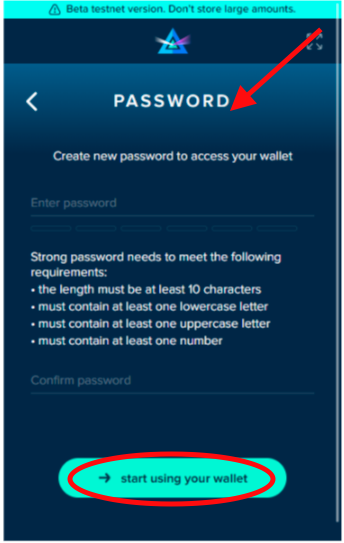 Beta testnet version. Don't store large amounts.
PASSWORD
Create new password to access your wallet
Enter password
Strong password needs to meet the following
requirements:
• the length must be at least 10 characters
• must contain at least one lowercase letter
• must contain at least one uppercase letter
• must contain at least one number
Confirm password
start using your wallet